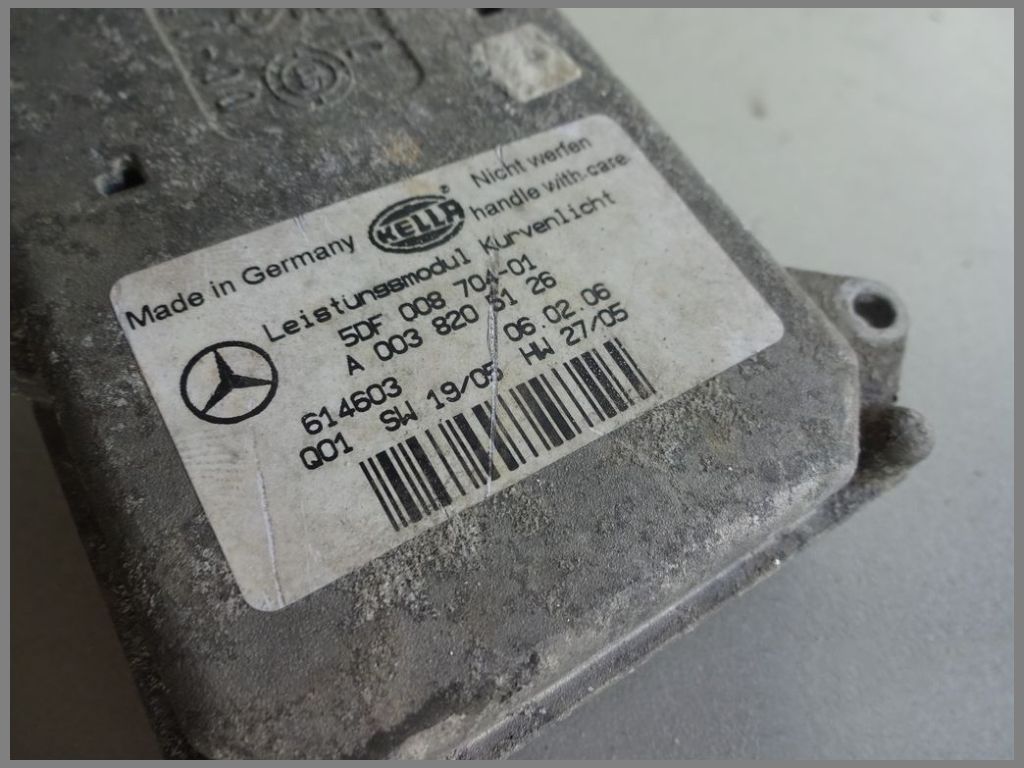 Made in Germany
HELLA
®
Nicht werfen
handle with care
Leistungsmodul Kurvenlicht
5DF 008 704-01
A 003 820 51 26
614603 06.02.06
Q01 SW 19/05 HW 27/05